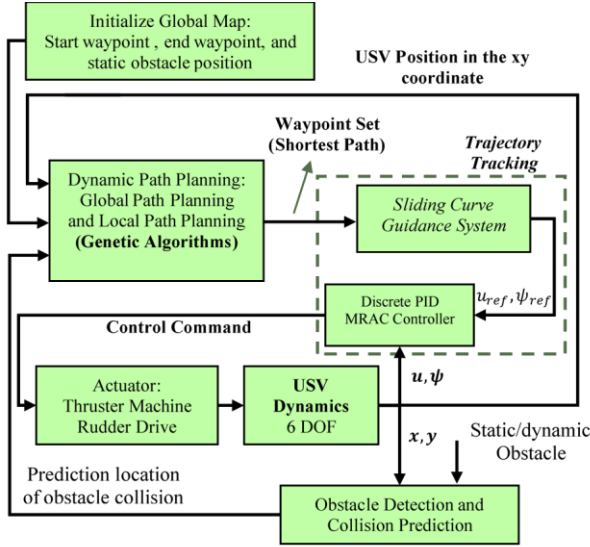 Initialize Global Map:
Start waypoint , end waypoint, and
static obstacle position
USV Position in the xy
coordinate
Waypoint Set
(Shortest Path)
Trajectory
Tracking
Dynamic Path Planning:
Global Path Planning
and Local Path Planning
(Genetic Algorithms)
Sliding Curve
Guidance System
u_ref, ψ_ref
Discrete PID
MRAC Controller
Control Command
u, ψ
Actuator:
Thruster Machine
Rudder Drive
USV
Dynamics
6 DOF
x, y
Static/dynamic
Obstacle
Prediction location
of obstacle collision
Obstacle Detection and
Collision Prediction